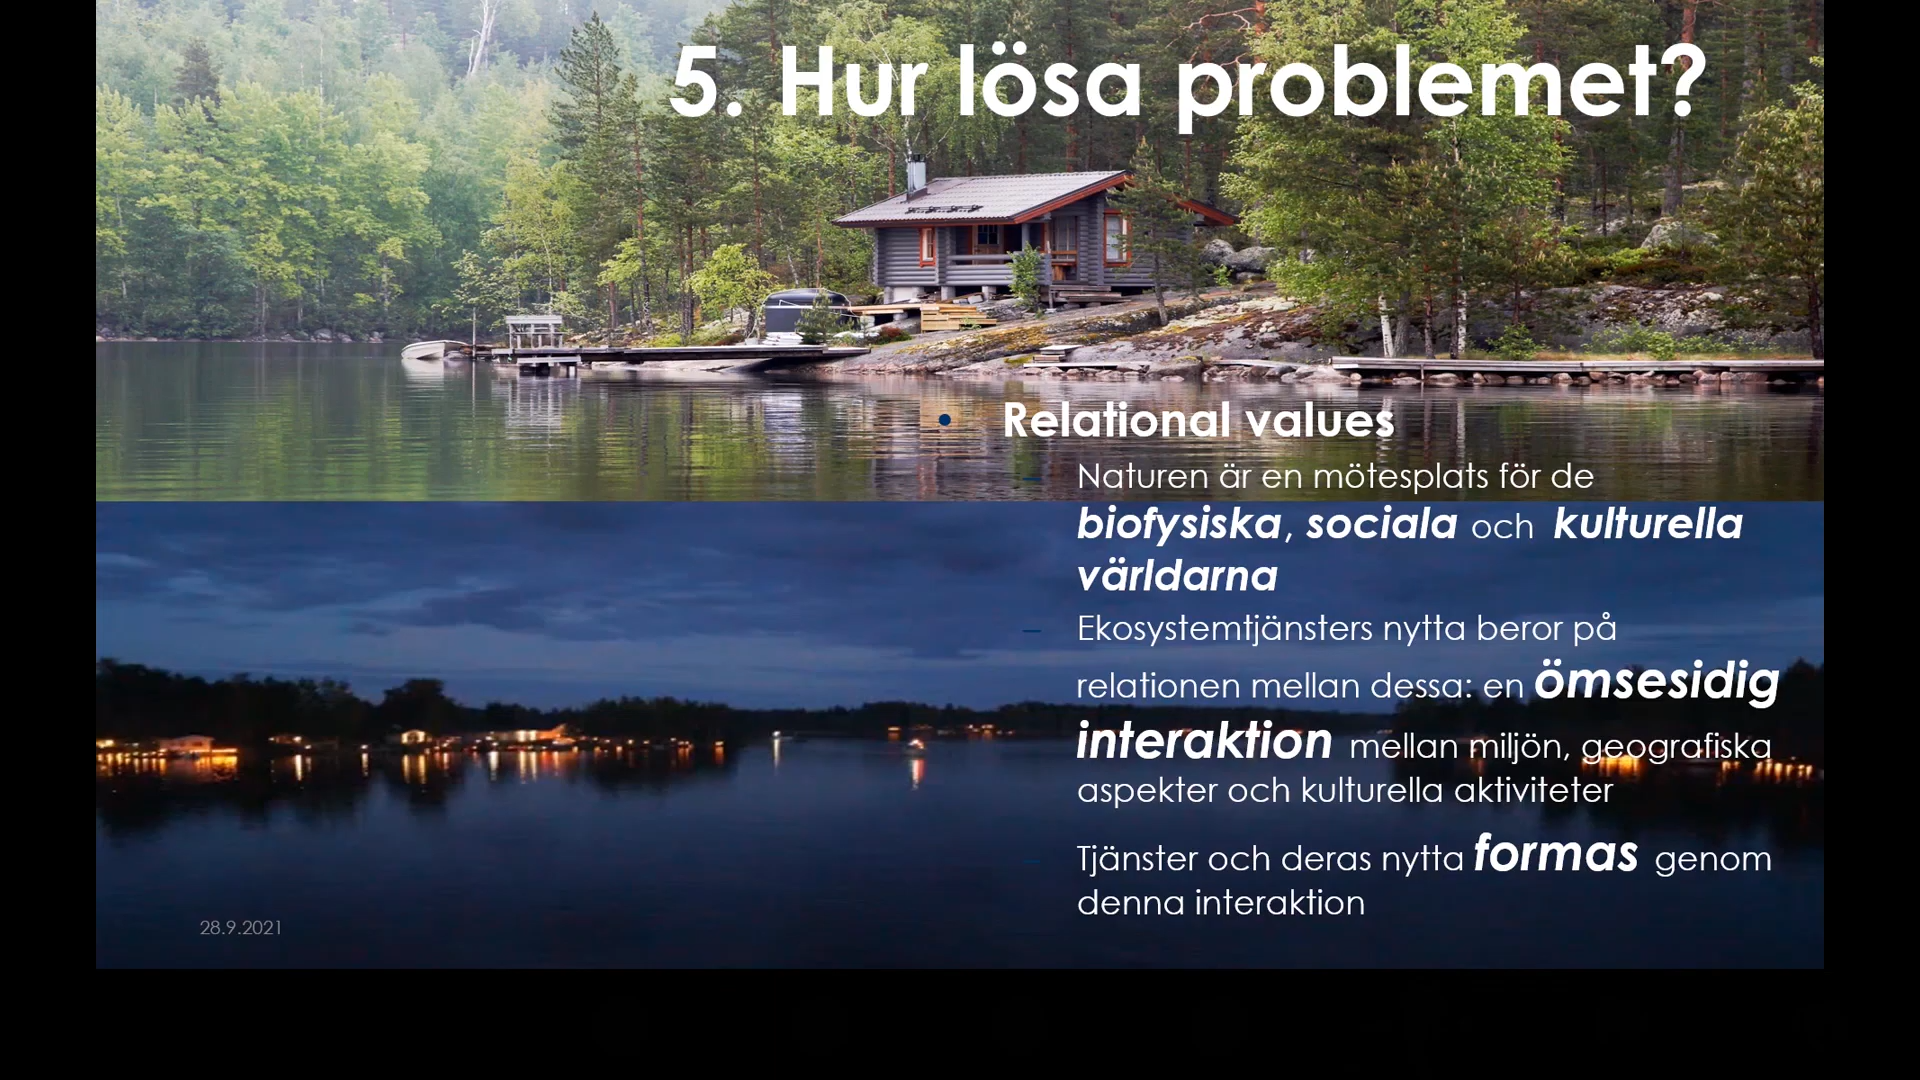 5. Hur lösa problemet?
• Relational values
– Naturen är en mötesplats för de
biofysiska, sociala och kulturella
världarna
– Ekosystemtjänsters nytta beror på
relationen mellan dessa: en ömsesidig
interaktion mellan miljön, geografiska
aspekter och kulturella aktiviteter
– Tjänster och deras nytta formas genom
denna interaktion
28.9.2021